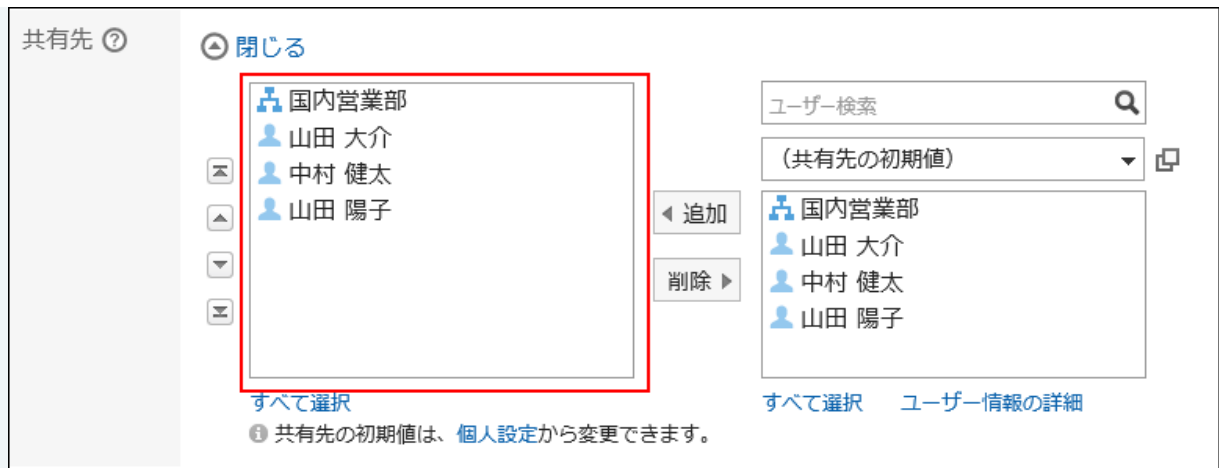 共有先
閉じる
国内営業部
山田 大介
中村 健太
山田 陽子
すべて選択
共有先の初期値は、個人設定から変更できます。
追加
削除
ユーザー検索
(共有先の初期値)
国内営業部
山田 大介
中村 健太
山田 陽子
すべて選択 ユーザー情報の詳細